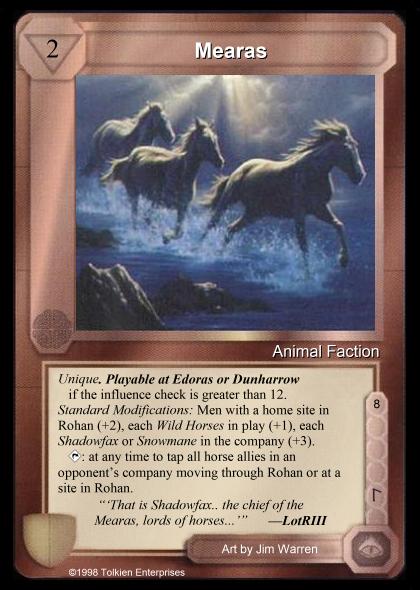 2
Mearas
Animal Faction
Unique. Playable at Edoras or Dunharrow
if the influence check is greater than 12.
Standard Modifications: Men with a home site in
Rohan (+2), each Wild Horses in play (+1), each
Shadowfax or Snowmane in the company (+3).
: at any time to tap all horse allies in an
opponent's company moving through Rohan or at a
site in Rohan.
"‘That is Shadowfax.. the chief of the
Mearas, lords of horses...’" —LotRIII
8
Art by Jim Warren
©1998 Tolkien Enterprises